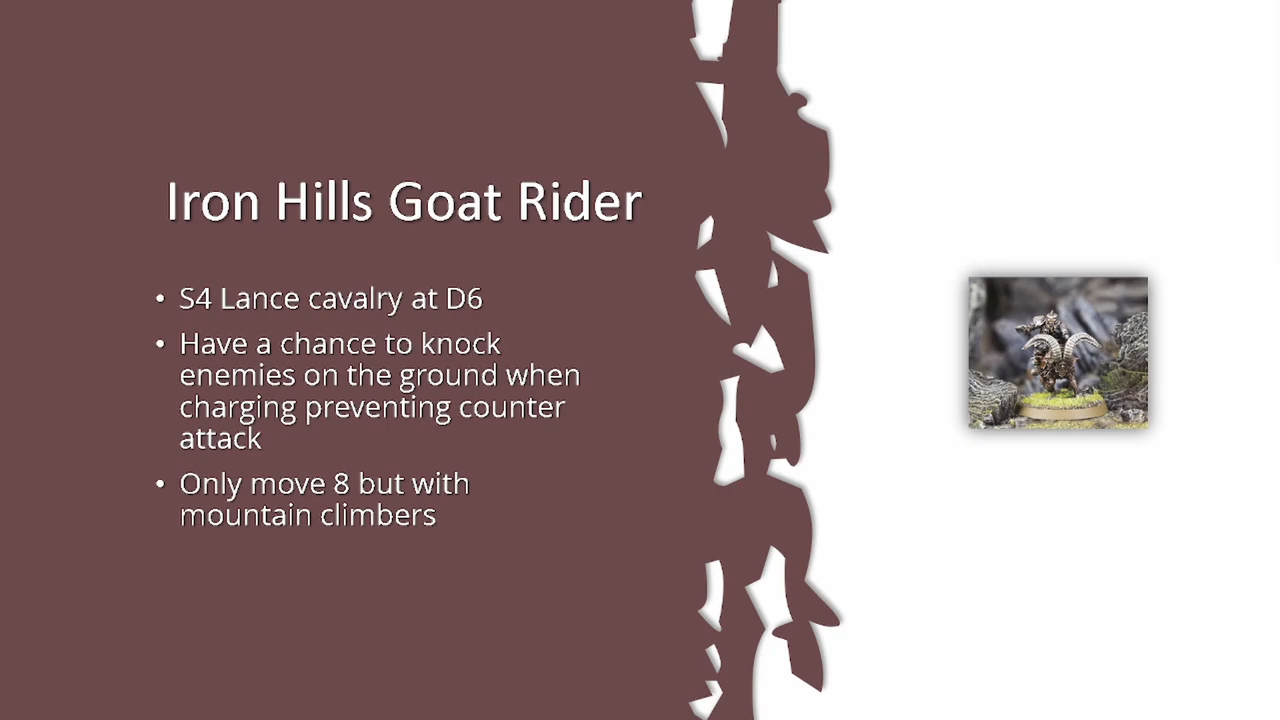 Iron Hills Goat Rider
• S4 Lance cavalry at D6
• Have a chance to knock
enemies on the ground when
charging preventing counter
attack
• Only move 8 but with
mountain climbers